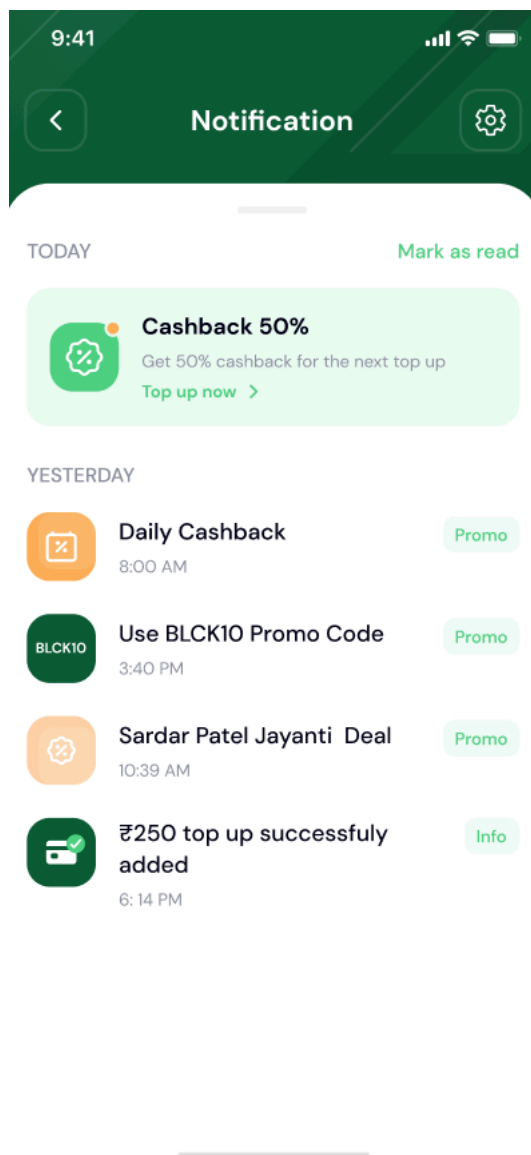 9:41
Notification
TODAY
Mark as read
Cashback 50%
Get 50% cashback for the next top up
Top up now
YESTERDAY
Daily Cashback
Promo
8:00 AM
BLCK10
Use BLCK10 Promo Code
Promo
3:40 PM
Sardar Patel Jayanti  Deal
Promo
10:39 AM
₹250 top up successfuly
added
Info
6: 14 PM